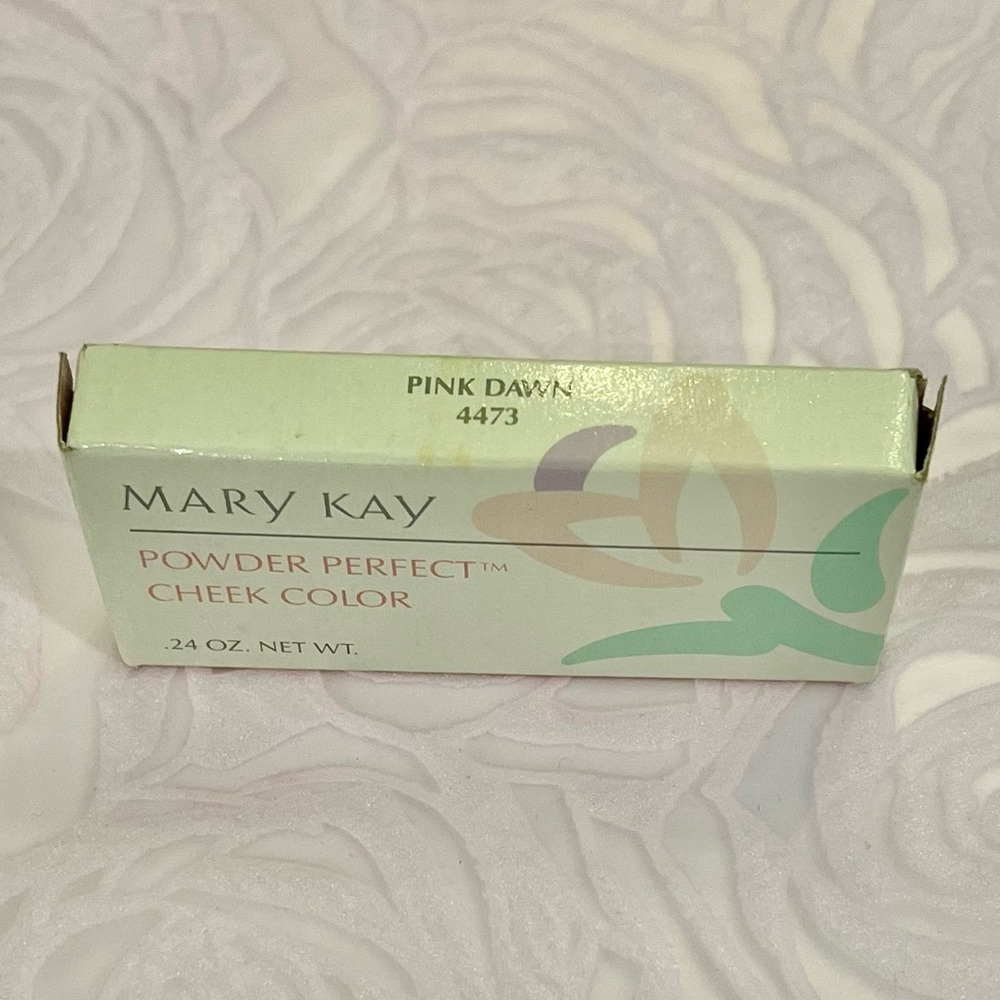 PINK DAWN
4473
MARY KAY
POWDER PERFECT™
CHEEK COLOR
.24 OZ. NET WT.